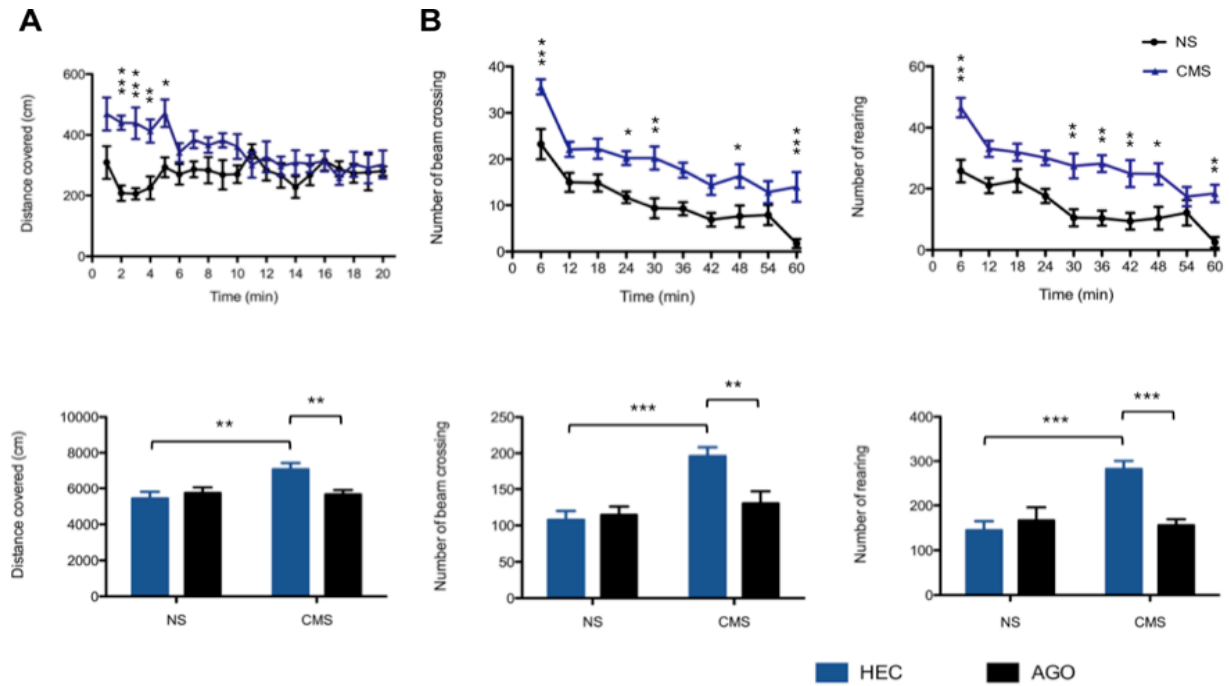 A
B
NS
CMS
***
***
**
*
600
400
200
0
Distance covered (cm)
0 2 4 6 8 10 12 14 16 18 20
Time (min)
***
*
**
*
***
40
30
20
10
0
Number of beam crossing
0 6 12 18 24 30 36 42 48 54 60
Time (min)
***
**
**
**
*
**
60
40
20
0
Number of rearing
0 6 12 18 24 30 36 42 48 54 60
Time (min)
**
**
10000
8000
6000
4000
2000
0
Distance covered (cm)
NS CMS
***
**
250
200
150
100
50
0
Number of beam crossing
NS CMS
***
***
400
300
200
100
0
Number of rearing
NS CMS
HEC AGO